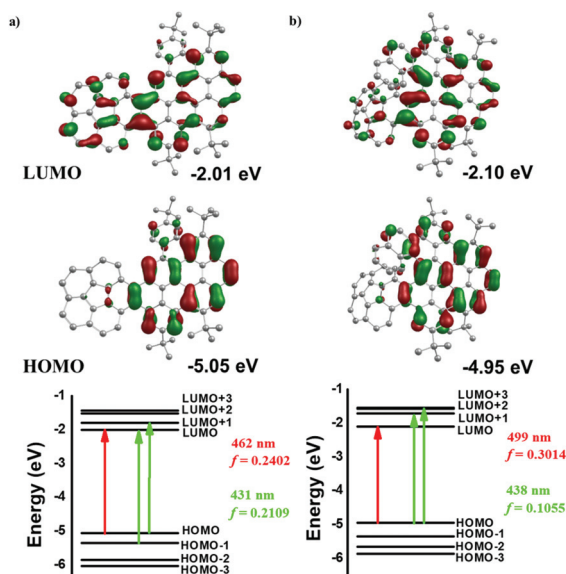 a)
b)
LUMO
-2.01 eV
-2.10 eV
HOMO
-5.05 eV
-4.95 eV
Energy (eV)
-1
-2
-3
-4
-5
-6
LUMO+3
LUMO+2
LUMO+1
LUMO
462 nm
f = 0.2402
431 nm
f = 0.2109
HOMO
HOMO-1
HOMO-2
HOMO-3
Energy (eV)
-1
-2
-3
-4
-5
-6
LUMO+3
LUMO+2
LUMO+1
LUMO
499 nm
f = 0.3014
438 nm
f = 0.1055
HOMO
HOMO-1
HOMO-2
HOMO-3